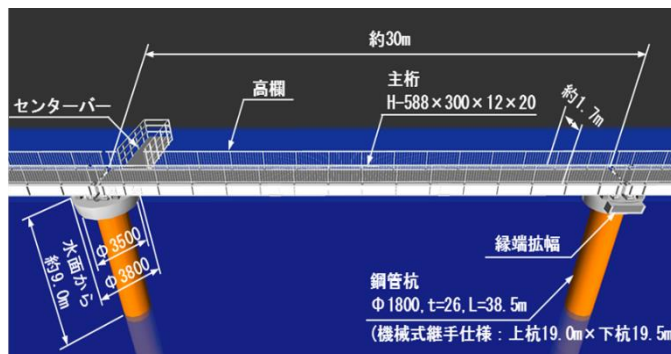 約30m
主桁
H-588×300×12×20
高欄
センターバー
約1.7m
水面から
約9.0m
Φ3500
Φ3800
縁端拡幅
鋼管杭
Φ1800, t=26, L=38.5m
(機械式継手仕様：上杭19.0m×下杭19.5m